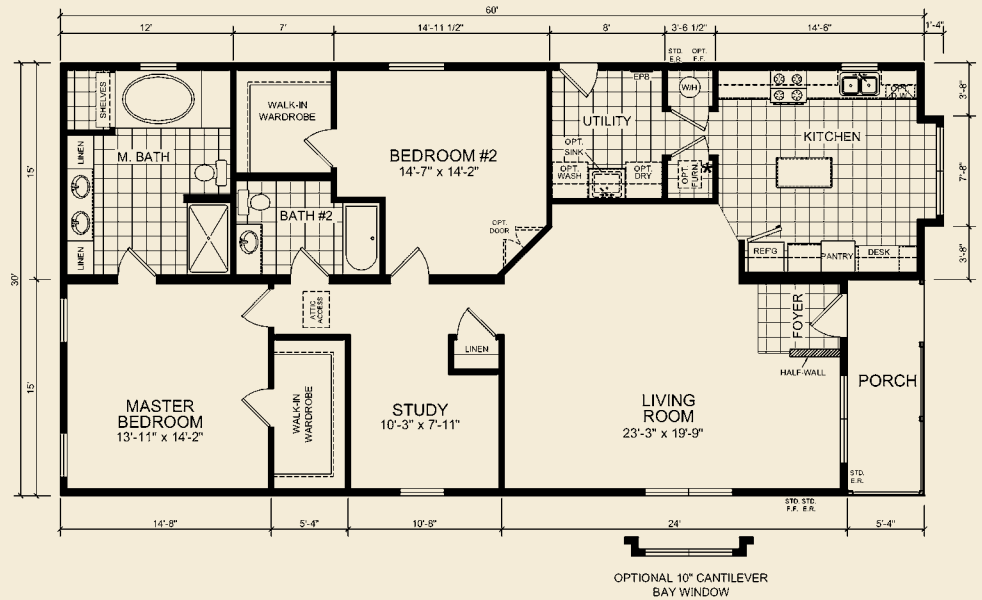 60'
12'
7'
14'-11 1/2"
8'
3'-6 1/2"
14'-6"
1'-4"
STD.
E.R.
OPT.
F.F.
SHELVES
WALK-IN
WARDROBE
EPB
W/H
UTILITY
KITCHEN
3'-8"
LINEN
M. BATH
BEDROOM #2
14'-7" x 14'-2"
OPT.
SINK
OPT.
WASH
OPT.
DRY
OPT.
FURN.
*
15'
7'-8"
BATH #2
OPT.
DOOR
LINEN
REF'G
PANTRY
DESK
3'-8"
30'
ATTIC
ACCESS
FOYER
LINEN
HALF-WALL
PORCH
15'
MASTER
BEDROOM
13'-11" x 14'-2"
WALK-IN
WARDROBE
STUDY
10'-3" x 7'-11"
LIVING
ROOM
23'-3" x 19'-9"
STD.
E.R.
STD. STD.
F.F. E.R.
14'-8"
5'-4"
10'-8"
24'
5'-4"
OPTIONAL 10" CANTILEVER
BAY WINDOW